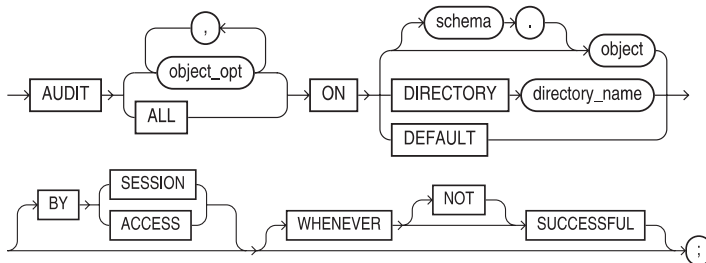 , schema .
object_opt object
AUDIT ALL ON DIRECTORY directory_name
DEFAULT
BY SESSION NOT
ACCESS WHENEVER SUCCESSFUL
;